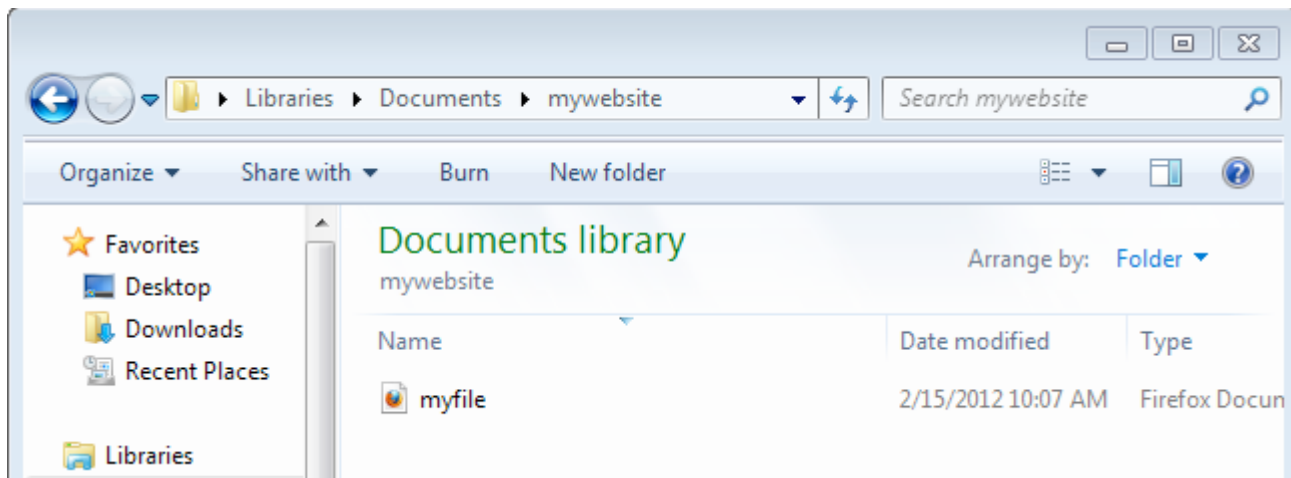 Libraries Documents mywebsite Search mywebsite
Organize Share with Burn New folder
Favorites
Desktop
Downloads
Recent Places
Libraries
Documents library
mywebsite
Arrange by: Folder
Name Date modified Type
myfile 2/15/2012 10:07 AM Firefox Docun